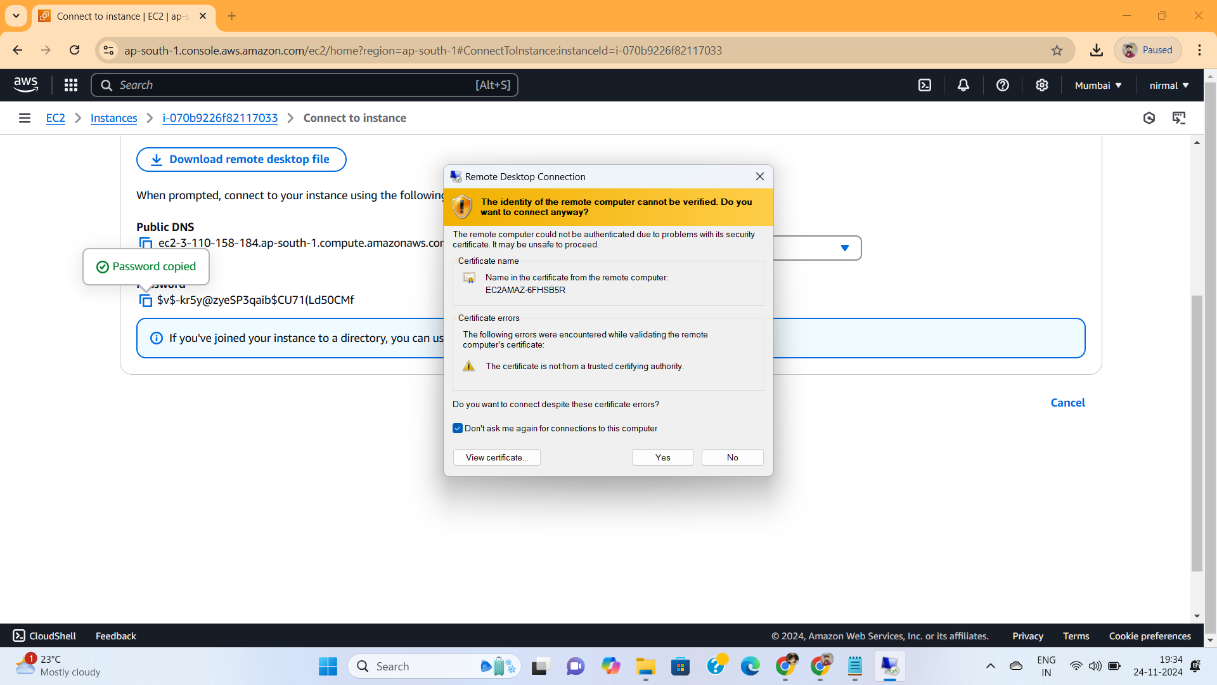 Connect to instance | EC2 | ap-s
ap-south-1.console.aws.amazon.com/ec2/home?region=ap-south-1#ConnectToInstance:instanceId=i-070b9226f82117033
Paused
aws
Search
[Alt+S]
Mumbai
nirmal
EC2
Instances
i-070b9226f82117033
Connect to instance
Download remote desktop file
When prompted, connect to your instance using the following
Public DNS
ec2-3-110-158-184.ap-south-1.compute.amazonaws.com
Password copied
Password
$v$-kr5y@zyeSP3qaib$CU71(Ld50CMf
If you've joined your instance to a directory, you can us
Cancel
Remote Desktop Connection
The identity of the remote computer cannot be verified. Do you
want to connect anyway?
The remote computer could not be authenticated due to problems with its security
certificate. It may be unsafe to proceed.
Certificate name
Name in the certificate from the remote computer:
EC2AMAZ-6FHSB5R
Certificate errors
The following errors were encountered while validating the remote
computer's certificate:
The certificate is not from a trusted certifying authority.
Do you want to connect despite these certificate errors?
Don't ask me again for connections to this computer
View certificate...
Yes
No
CloudShell
Feedback
© 2024, Amazon Web Services, Inc. or its affiliates.
Privacy
Terms
Cookie preferences
1
23°C
Mostly cloudy
Search
ENG
IN
19:34
24-11-2024